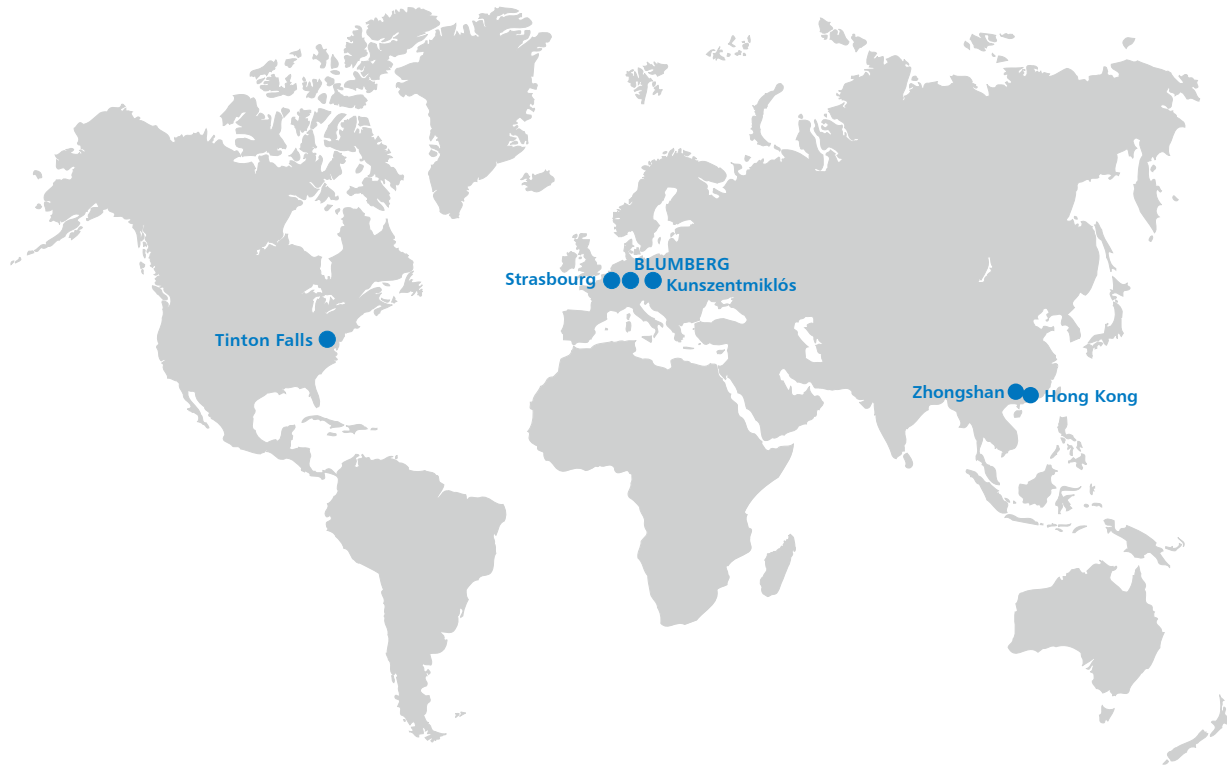 BLUMBERG
Strasbourg
Kunszentmiklós
Tinton Falls
Zhongshan
Hong Kong